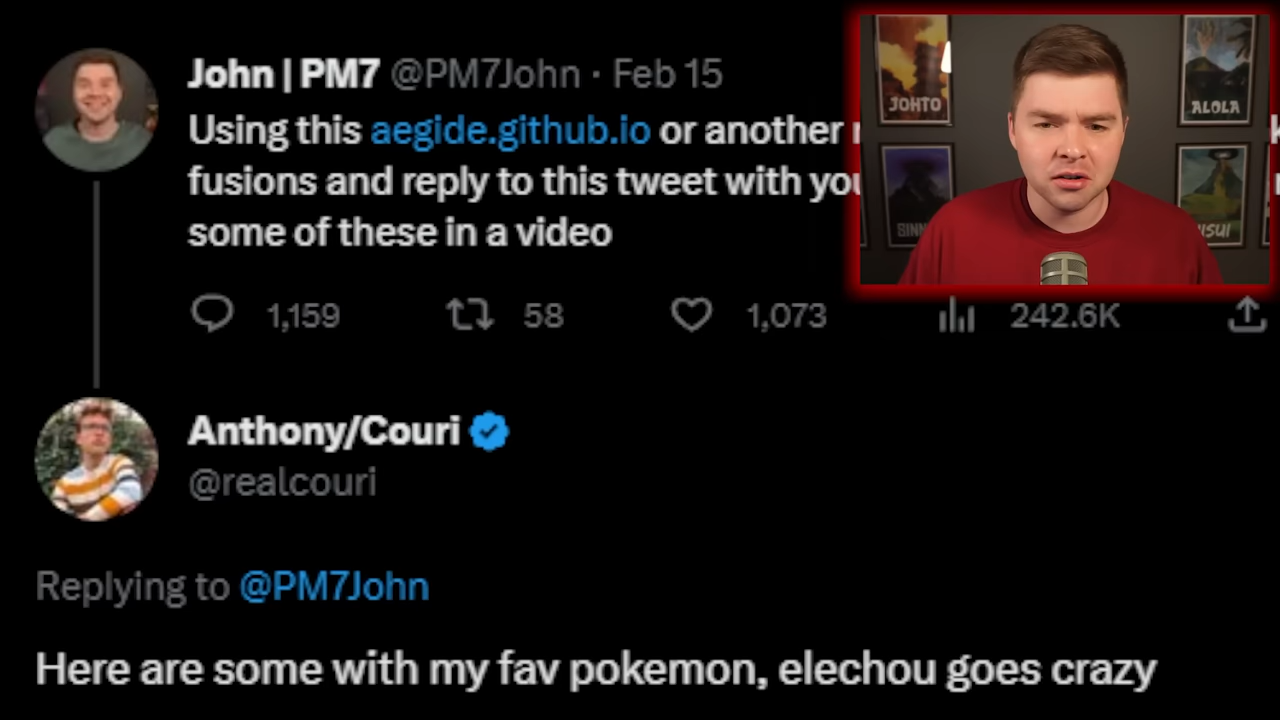 John | PM7 @PM7John · Feb 15
Using this aegide.github.io or another
fusions and reply to this tweet with
some of these in a video
1,159 58 1,073 242.6K
Anthony/Couri
@realcouri
Replying to @PM7John
Here are some with my fav pokemon, elechou goes crazy
JOHTO
ALOLA